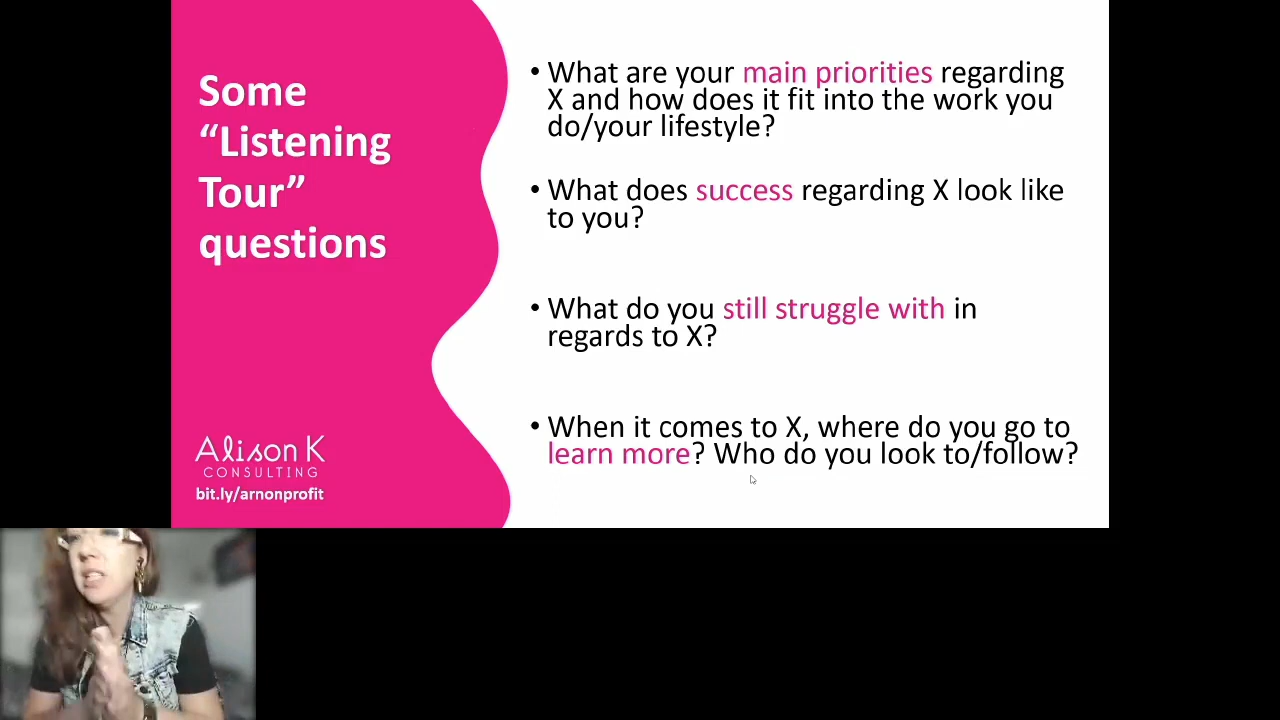 Some
“Listening
Tour”
questions
• What are your main priorities regarding
X and how does it fit into the work you
do/your lifestyle?
• What does success regarding X look like
to you?
• What do you still struggle with in
regards to X?
• When it comes to X, where do you go to
learn more? Who do you look to/follow?
Alison K
CONSULTING
bit.ly/arnonprofit